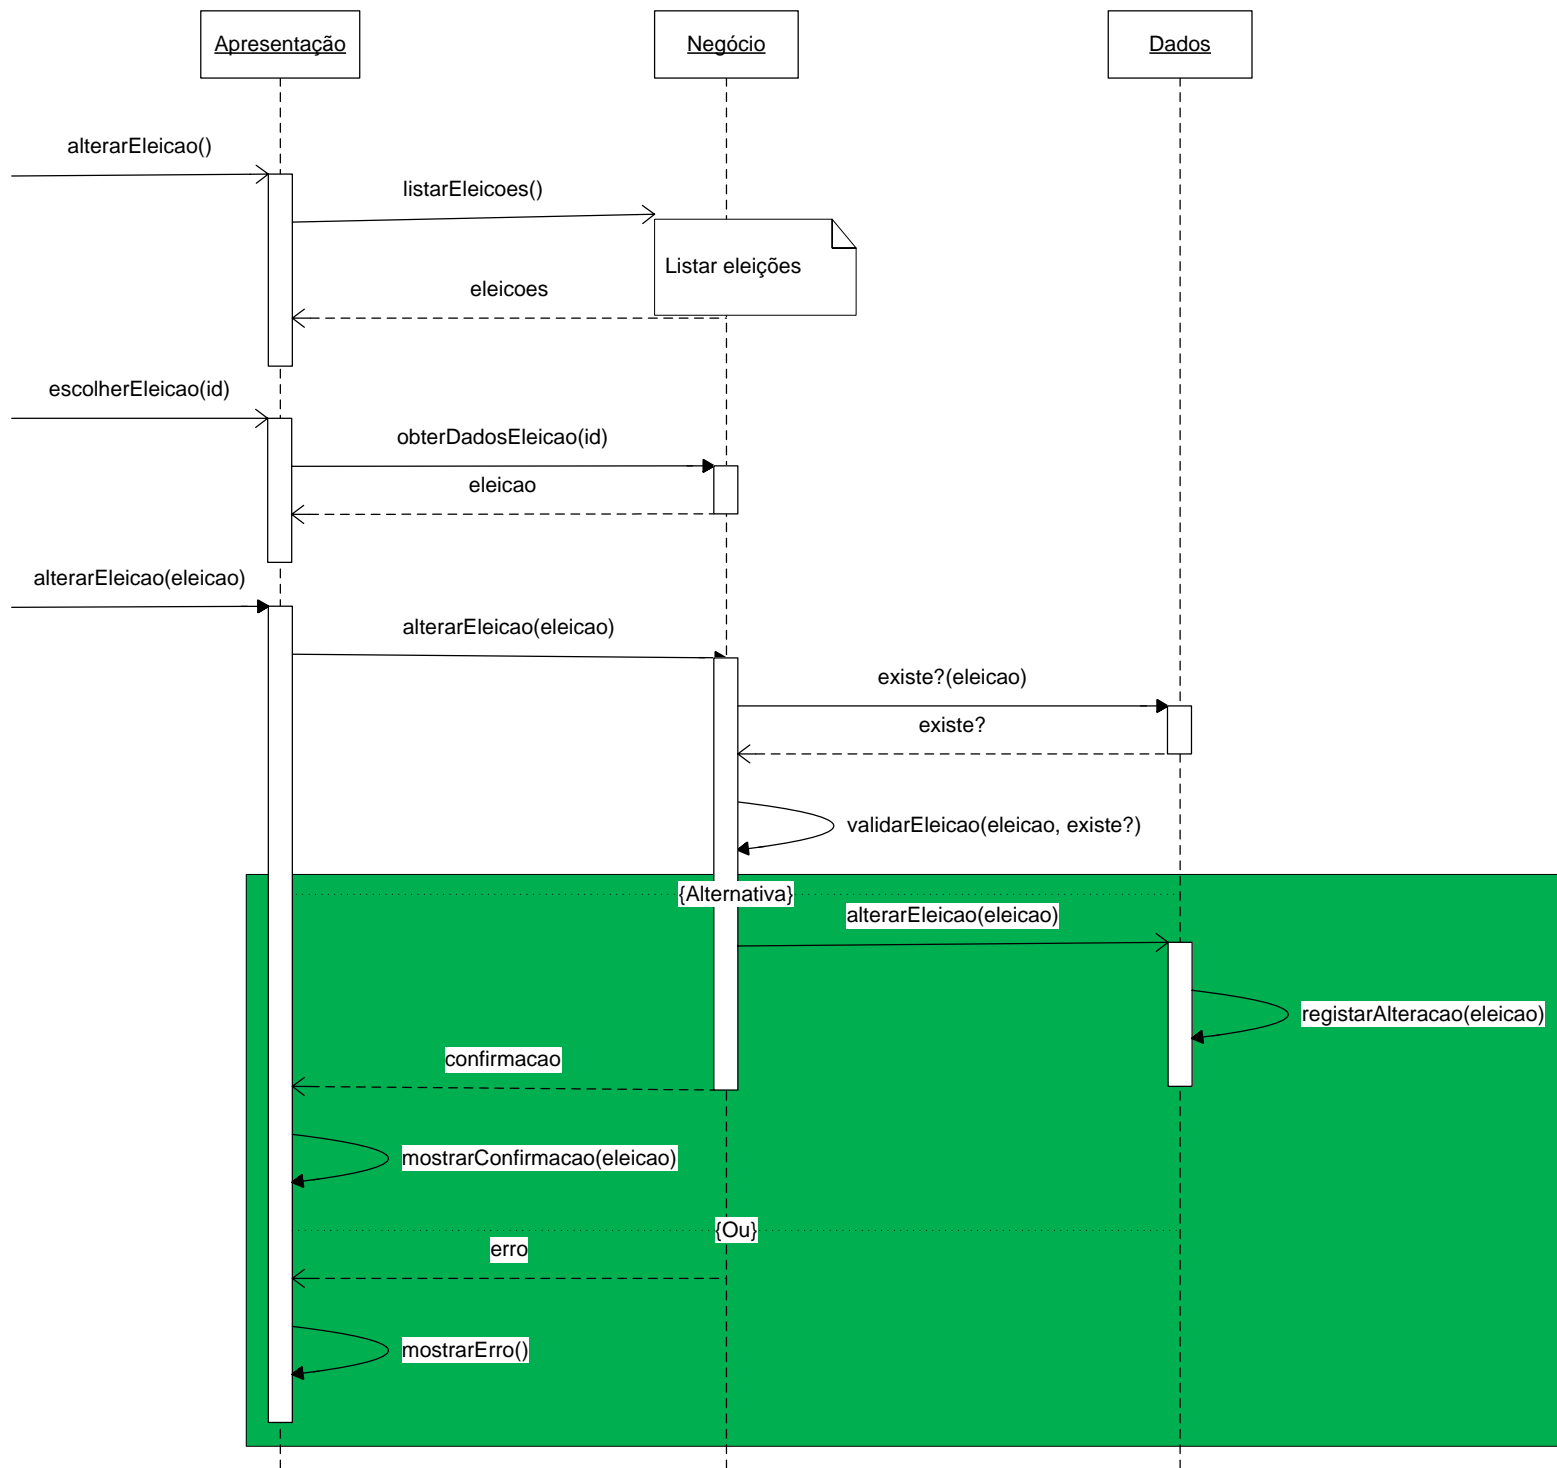 Apresentação
Negócio
Dados
alterarEleicao()
listarEleicoes()
Listar eleições
eleicoes
escolherEleicao(id)
obterDadosEleicao(id)
eleicao
alterarEleicao(eleicao)
alterarEleicao(eleicao)
existe?(eleicao)
existe?
validarEleicao(eleicao, existe?)
{Alternativa}
alterarEleicao(eleicao)
registarAlteracao(eleicao)
confirmacao
mostrarConfirmacao(eleicao)
{Ou}
erro
mostrarErro()